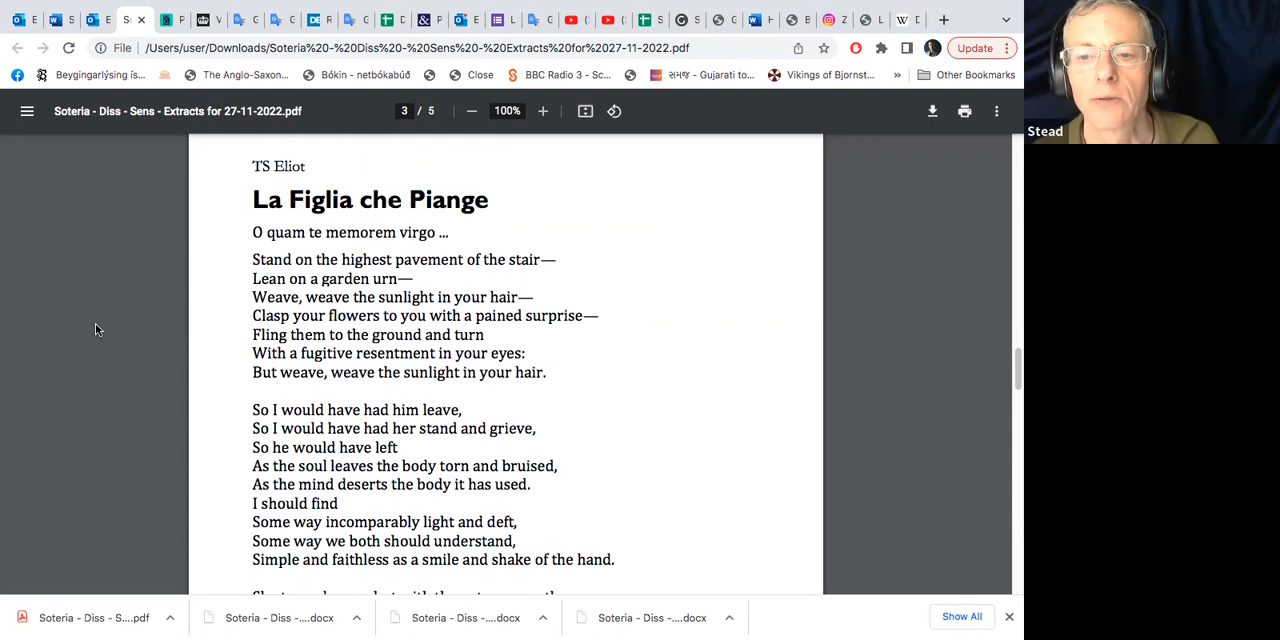 E
S
E
So
P
V
C
C
R
C
D
P
E
L
C
(
(
S
S
C
H
B
Z
L
D
File
/Users/user/Downloads/Soteria%20-%20Diss%20-%20Sens%20-%20Extracts%20for%2027-11-2022.pdf
Update
Beygingarlýsing ís...
The Anglo-Saxon...
Bókin - netbókabúð
Close
BBC Radio 3 - Sc...
સમજ - Gujarati to...
Vikings of Bjornst...
»
Other Bookmarks
Soteria - Diss - Sens - Extracts for 27-11-2022.pdf
3 / 5
100%
TS Eliot
La Figlia che Piange
O quam te memorem virgo ...
Stand on the highest pavement of the stair—
Lean on a garden urn—
Weave, weave the sunlight in your hair—
Clasp your flowers to you with a pained surprise—
Fling them to the ground and turn
With a fugitive resentment in your eyes:
But weave, weave the sunlight in your hair.
So I would have had him leave,
So I would have had her stand and grieve,
So he would have left
As the soul leaves the body torn and bruised,
As the mind deserts the body it has used.
I should find
Some way incomparably light and deft,
Some way we both should understand,
Simple and faithless as a smile and shake of the hand.
Soteria - Diss - S....pdf
Soteria - Diss -....docx
Soteria - Diss -....docx
Soteria - Diss -....docx
Show All
Stead